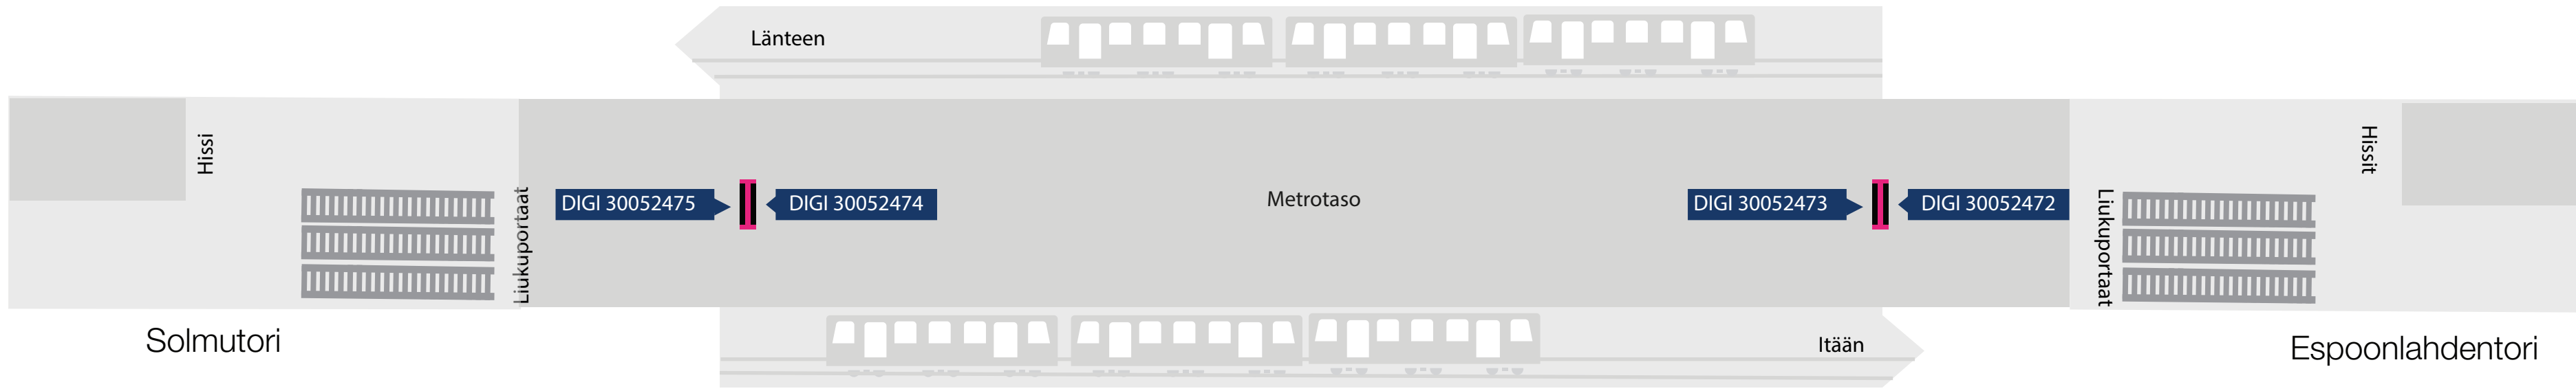 Länteen
Hissi
Liukuportaat
DIGI 30052475
DIGI 30052474
Metrotaso
DIGI 30052473
DIGI 30052472
Liukuportaat
Hissit
Solmutori
Itään
Espoonlahdentori